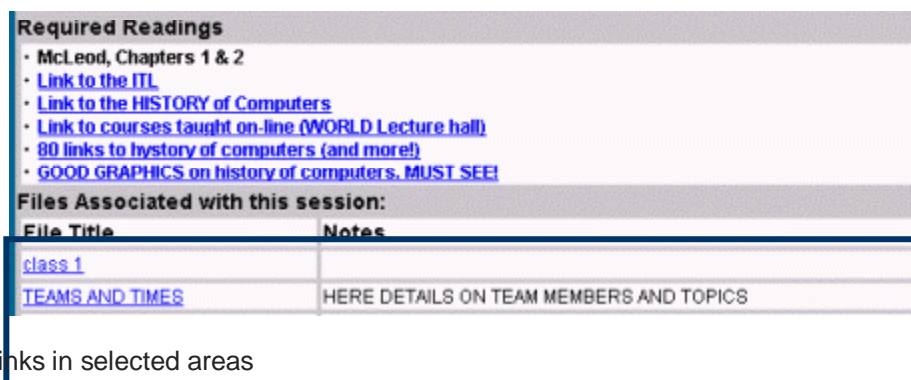 Required Readings
· McLeod, Chapters 1 & 2
· Link to the ITL
· Link to the HISTORY of Computers
· Link to courses taught on-line (WORLD Lecture hall)
· 80 links to hystory of computers (and more!)
· GOOD GRAPHICS on history of computers. MUST SEE!
Files Associated with this session:
File Title Notes
class 1
TEAMS AND TIMES HERE DETAILS ON TEAM MEMBERS AND TOPICS
inks in selected areas